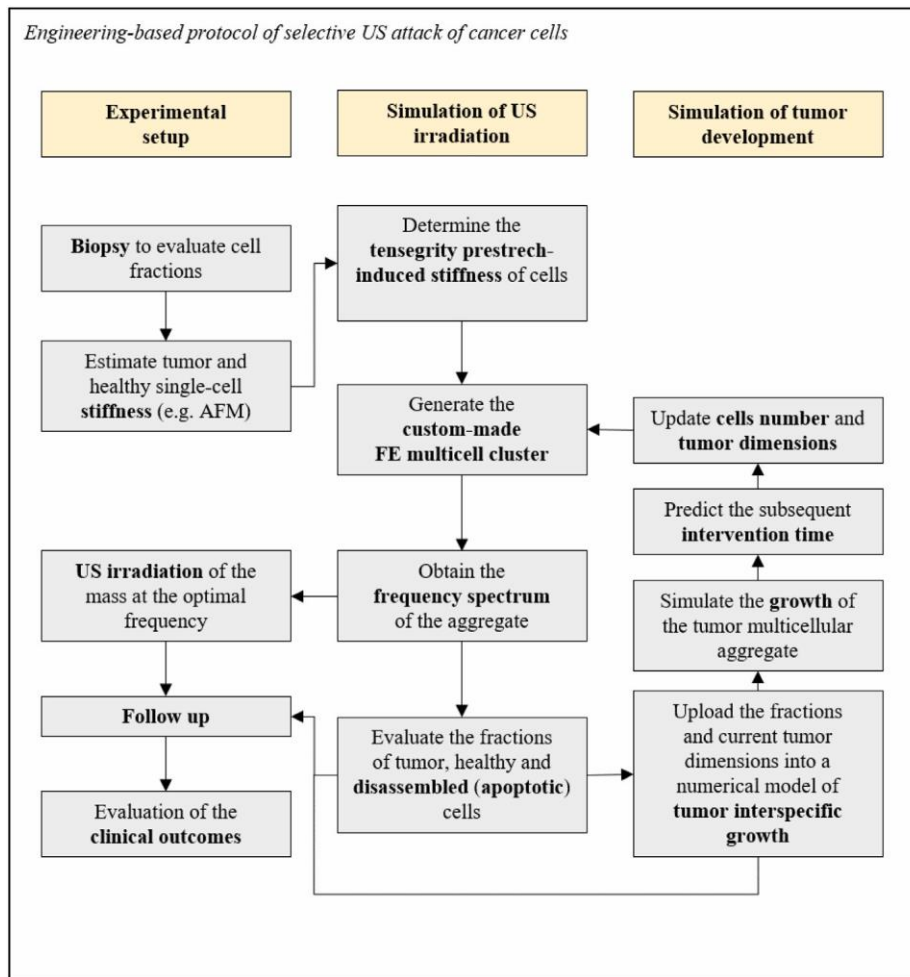 Engineering-based protocol of selective US attack of cancer cells
Experimental
setup
Simulation of US
irradiation
Simulation of tumor
development
Biopsy to evaluate cell
fractions
Estimate tumor and
healthy single-cell
stiffness (e.g. AFM)
US irradiation of the
mass at the optimal
frequency
Follow up
Evaluation of the
clinical outcomes
Determine the
tensegrity prestrech-
induced stiffness of cells
Generate the
custom-made
FE multicell cluster
Obtain the
frequency spectrum
of the aggregate
Evaluate the fractions
of tumor, healthy and
disassembled (apoptotic)
cells
Update cells number and
tumor dimensions
Predict the subsequent
intervention time
Simulate the growth of
the tumor multicellular
aggregate
Upload the fractions
and current tumor
dimensions into a
numerical model of
tumor interspecific
growth